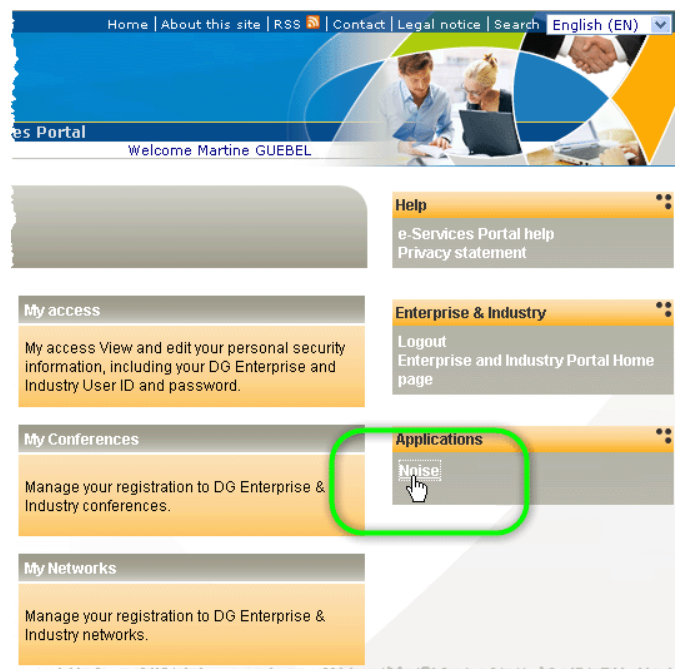 Home | About this site | RSS | Contact | Legal notice | Search English (EN)
es Portal
Welcome Martine GUEBEL
Help
e-Services Portal help
Privacy statement
My access
My access View and edit your personal security
information, including your DG Enterprise and
Industry User ID and password.
Enterprise & Industry
Logout
Enterprise and Industry Portal Home
page
My Conferences
Manage your registration to DG Enterprise &
Industry conferences.
Applications
Noise
My Networks
Manage your registration to DG Enterprise &
Industry networks.